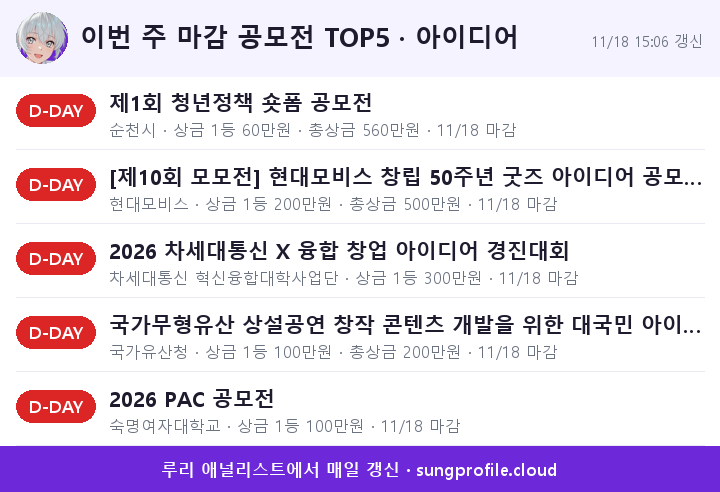 이번 주 마감 공모전 TOP5 · 아이디어
11/18 15:06 갱신
D-DAY
제1회 청년정책 숏폼 공모전
순천시 · 상금 1등 60만원 · 총상금 560만원 · 11/18 마감
D-DAY
[제10회 모모전] 현대모비스 창립 50주년 굿즈 아이디어 공모...
현대모비스 · 상금 1등 200만원 · 총상금 500만원 · 11/18 마감
D-DAY
2026 차세대통신 X 융합 창업 아이디어 경진대회
차세대통신 혁신융합대학사업단 · 상금 1등 300만원 · 11/18 마감
D-DAY
국가무형유산 상설공연 창작 콘텐츠 개발을 위한 대국민 아이...
국가유산청 · 상금 1등 100만원 · 총상금 200만원 · 11/18 마감
D-DAY
2026 PAC 공모전
숙명여자대학교 · 상금 1등 100만원 · 11/18 마감
루리 애널리스트에서 매일 갱신 · sungprofile.cloud